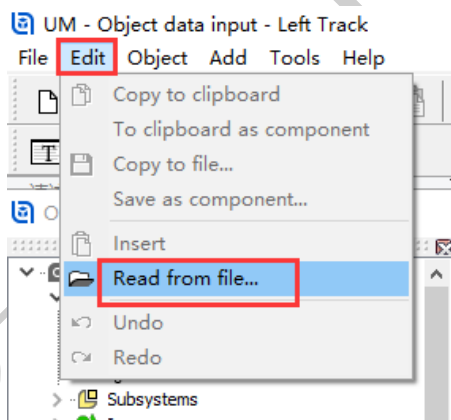 UM - Object data input - Left Track
File Edit Object Add Tools Help
Copy to clipboard
To clipboard as component
T
Copy to file...
Save as component...
O
Insert
Read from file...
Undo
Redo
Subsystems